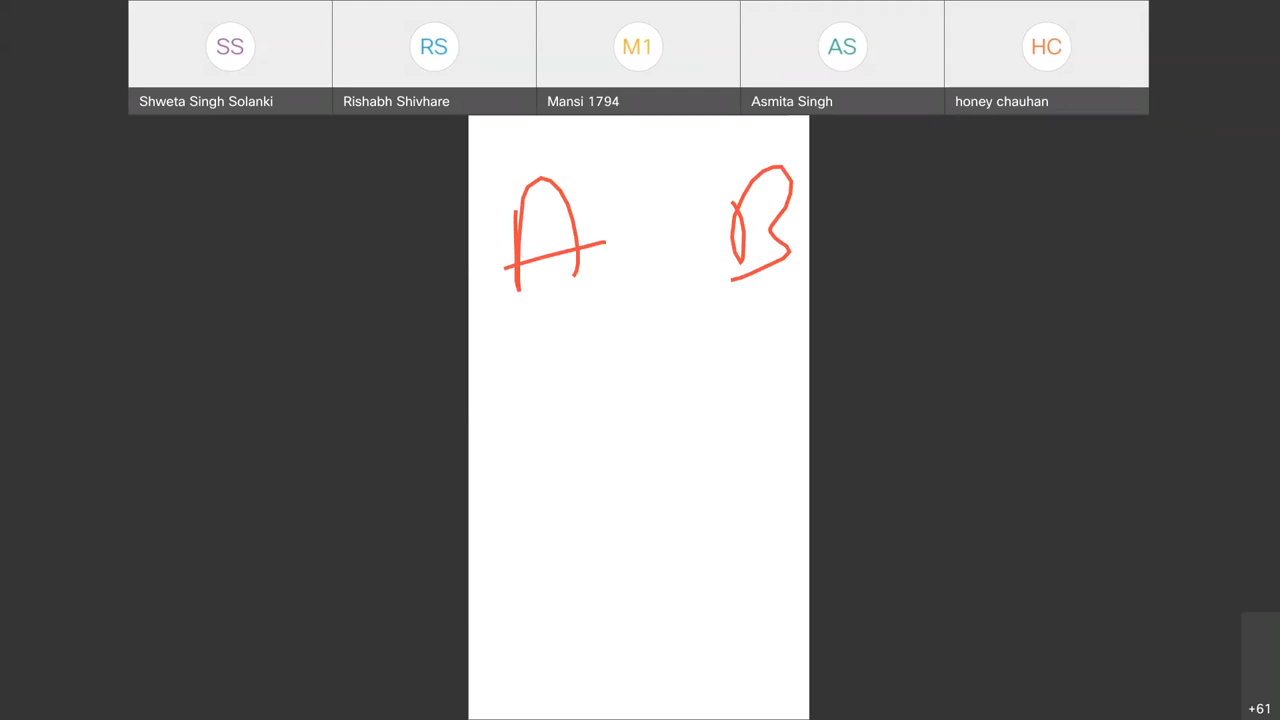 SS RS M1 AS HC
Shweta Singh Solanki Rishabh Shivhare Mansi 1794 Asmita Singh honey chauhan
A B
+61